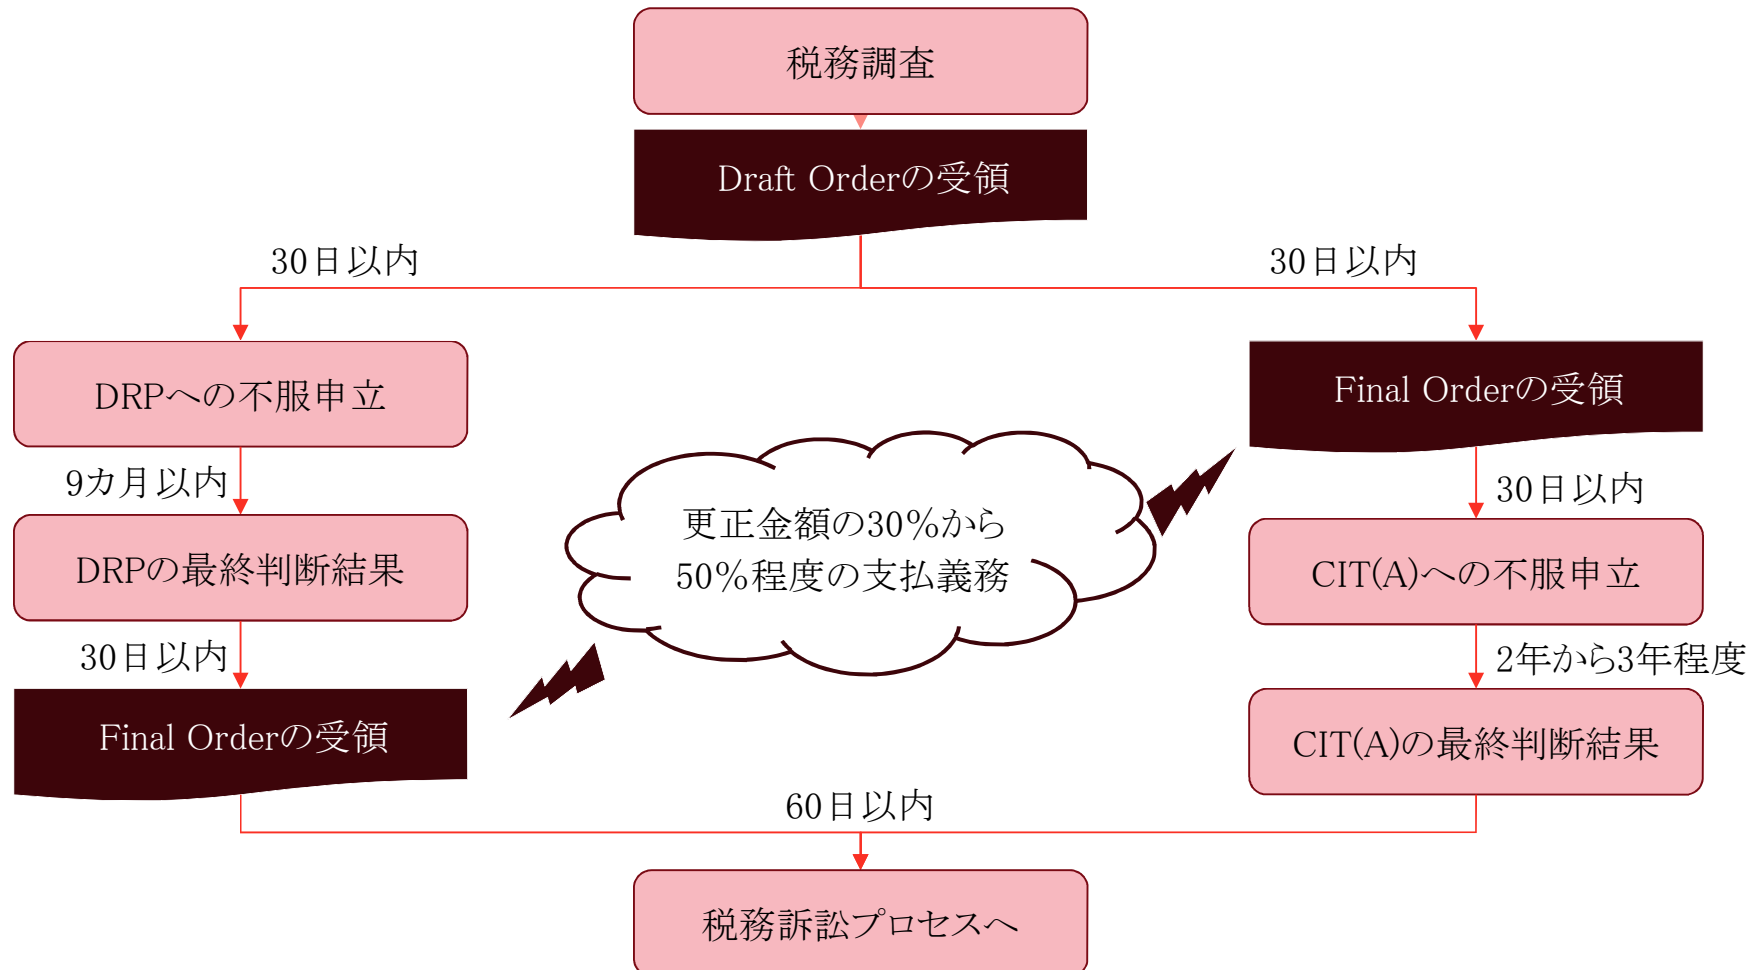 税務調査
Draft Orderの受領
30日以内
30日以内
DRPへの不服申立
Final Orderの受領
9カ月以内
30日以内
更正金額の30%から
50%程度の支払義務
DRPの最終判断結果
CIT(A)への不服申立
30日以内
2年から3年程度
Final Orderの受領
CIT(A)の最終判断結果
60日以内
税務訴訟プロセスへ